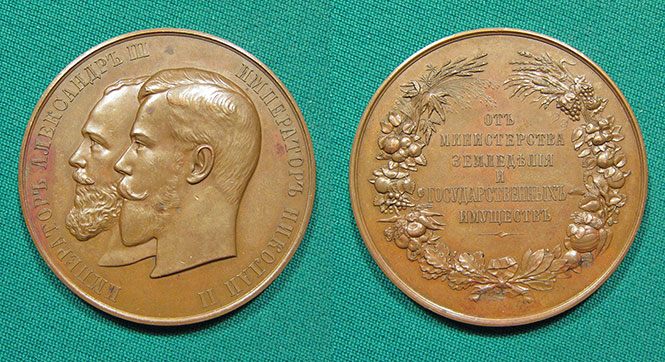 ИМПЕРАТОРЪ АЛЕКСАНДРЪ III
ИМПЕРАТОРЪ НИКОЛАЙ II
ОТЪ
МИНИСТЕРСТВА
ЗЕМЛЕДѢЛІЯ
И
ГОСУДАРСТВЕННЫХЪ
ИМУЩЕСТВЪ